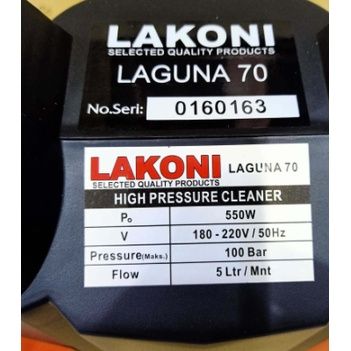 LAKONI
SELECTED QUALITY PRODUCTS
LAGUNA 70
No.Seri: 0160163
LAKONI LAGUNA 70
SELECTED QUALITY PRODUCTS
HIGH PRESSURE CLEANER
Po 550W
V 180 - 220V / 50Hz
Pressure(Maks.) 100 Bar
Flow 5 Ltr / Mnt